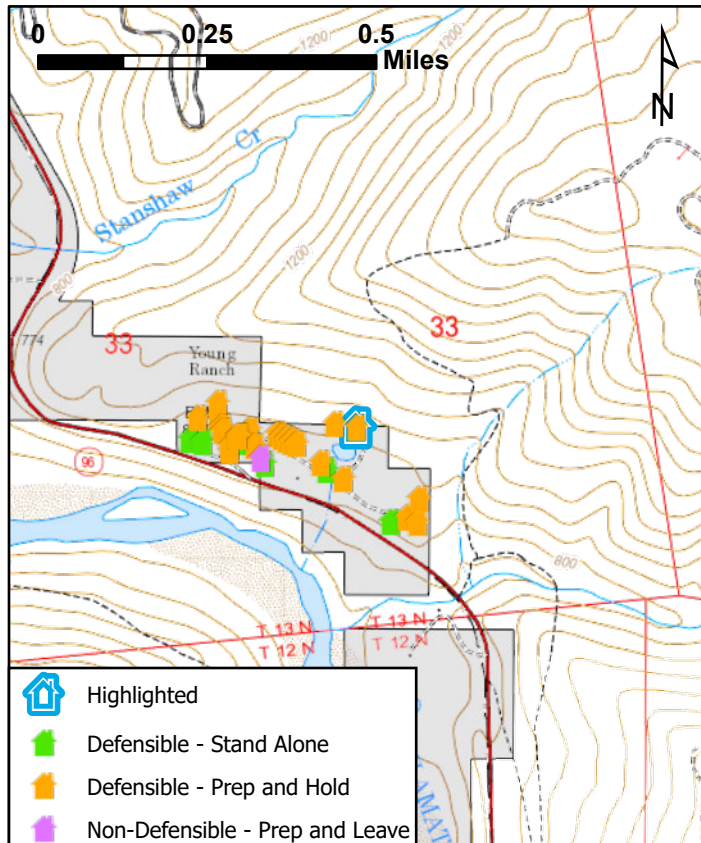 0 0.25 0.5
Miles
N
1200
Stanshaw Cr
1200
800
774
33
33
Young
Ranch
96
800
T 13 N T 13 N
T 12 N T 12 N
Highlighted
Defensible - Stand Alone
Defensible - Prep and Hold
Non-Defensible - Prep and Leave